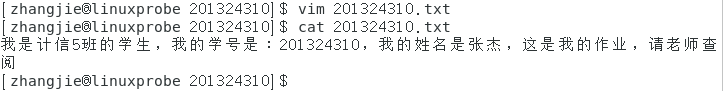 [zhangjie@linuxprobe 201324310]$ vim 201324310.txt
[zhangjie@linuxprobe 201324310]$ cat 201324310.txt
我是计信5班的学生，我的学号是：201324310，我的姓名是张杰，这是我的作业，请老师查
阅
[zhangjie@linuxprobe 201324310]$